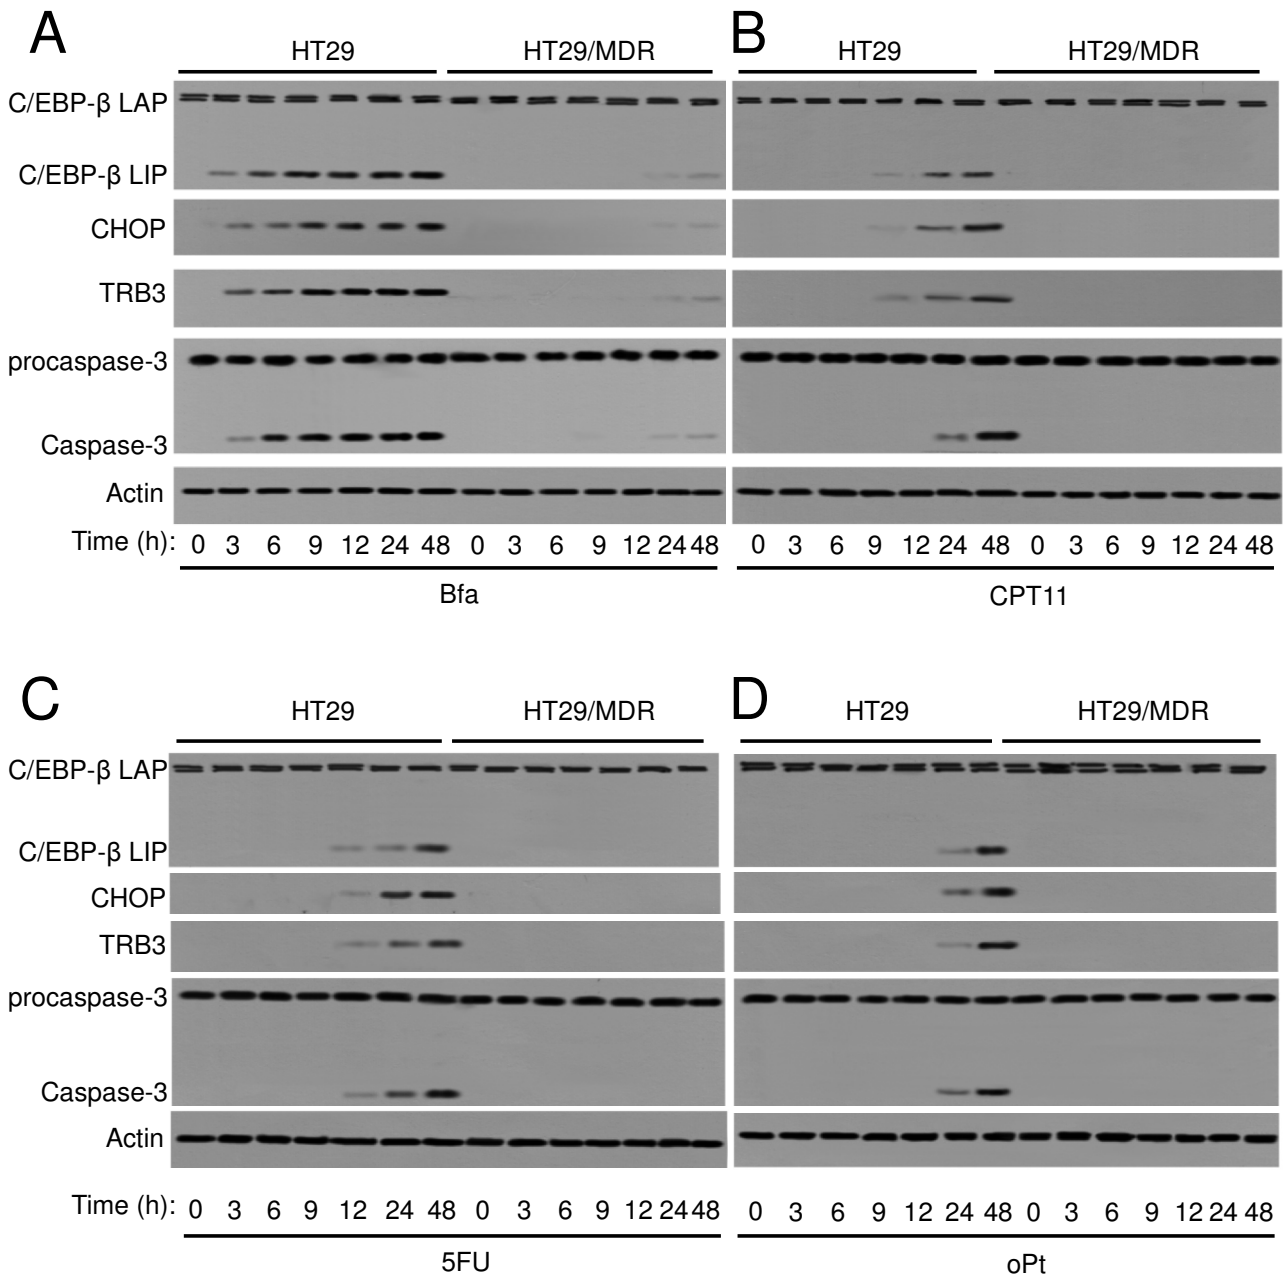 A
HT29
HT29/MDR
B
HT29
HT29/MDR
C/EBP-β LAP
C/EBP-β LIP
CHOP
TRB3
procaspase-3
Caspase-3
Actin
Time (h): 0 3 6 9 12 24 48 0 3 6 9 12 24 48 0 3 6 9 12 24 48 0 3 6 9 12 24 48
Bfa
CPT11
C
HT29
HT29/MDR
D
HT29
HT29/MDR
C/EBP-β LAP
C/EBP-β LIP
CHOP
TRB3
procaspase-3
Caspase-3
Actin
Time (h): 0 3 6 9 12 24 48 0 3 6 9 12 24 48 0 3 6 9 12 24 48 0 3 6 9 12 24 48
5FU
oPt